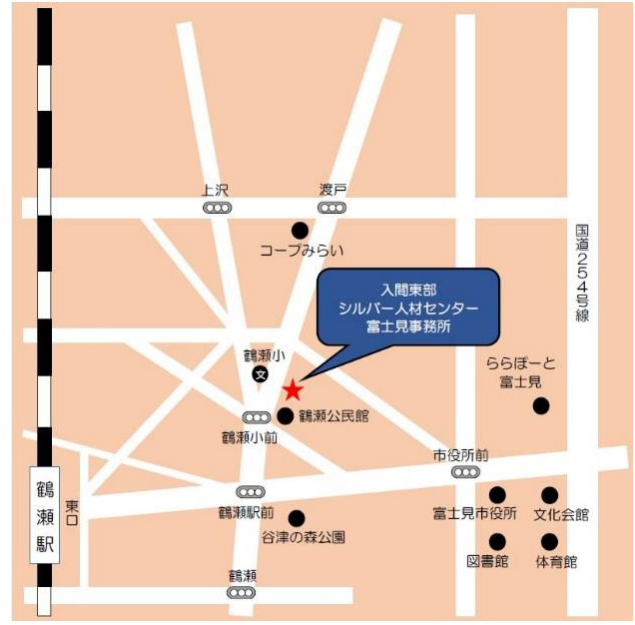 上沢
渡戸
コープみらい
国道254号線
入間東部
シルバー人材センター
富士見事務所
鶴瀬小
文
ららぽーと
富士見
鶴瀬公民館
鶴瀬小前
市役所前
鶴瀬駅
東口
鶴瀬駅前
谷津の森公園
富士見市役所
文化会館
図書館
体育館
鶴瀬